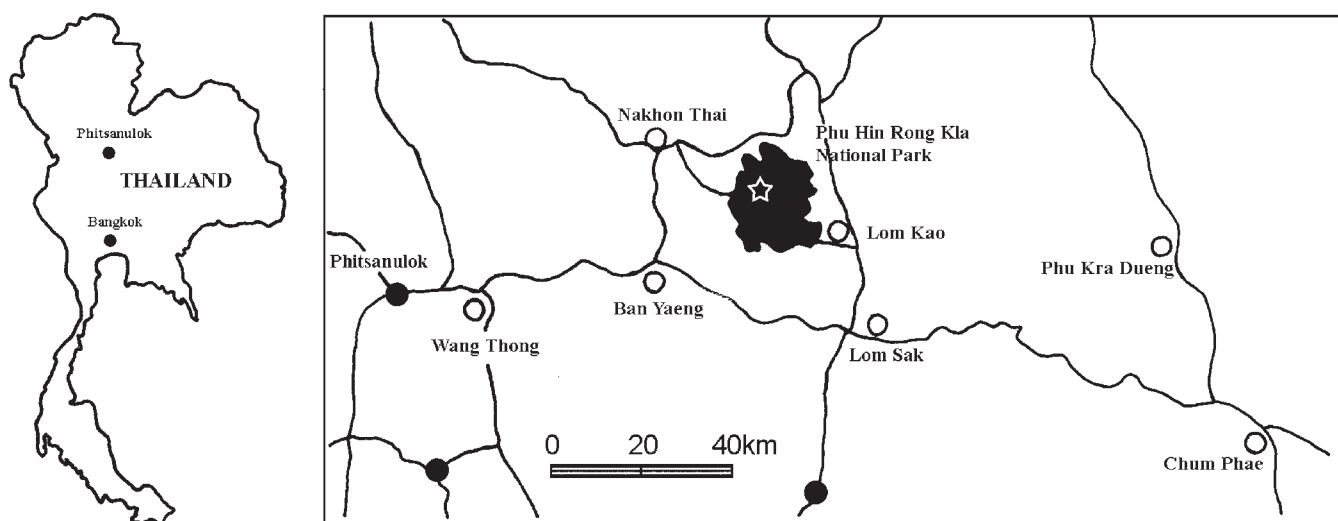 Phitsanulok
THAILAND
Bangkok
Nakhon Thai
Phu Hin Rong Kla
National Park
Lom Kao
Phitsanulok
Phu Kra Dueng
Ban Yaeng
Wang Thong
Lom Sak
0 20 40km
Chum Phae